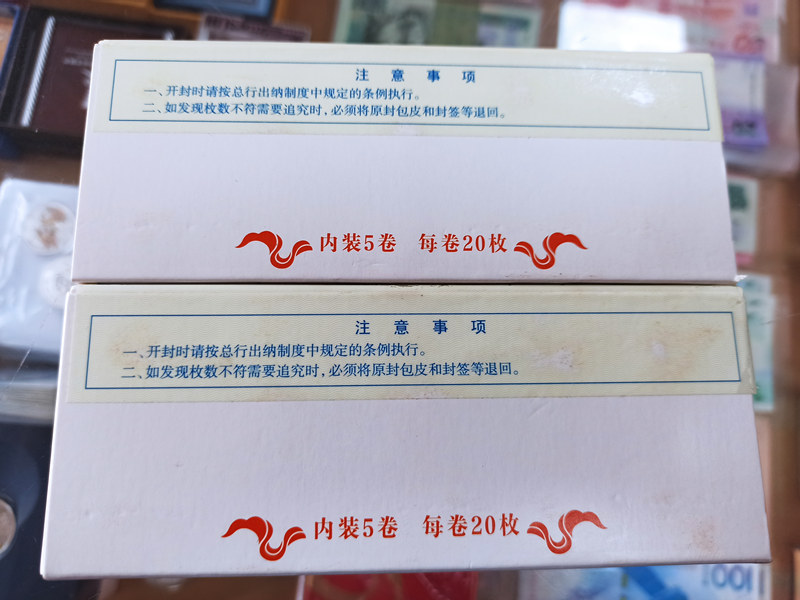 注意事项
一、开封时请按总行出纳制度中规定的条例执行。
二、如发现枚数不符需要追究时，必须将原封包皮和封签等退回。
内装5卷 每卷20枚
注意事项
一、开封时请按总行出纳制度中规定的条例执行。
二、如发现枚数不符需要追究时，必须将原封包皮和封签等退回。
内装5卷 每卷20枚
100